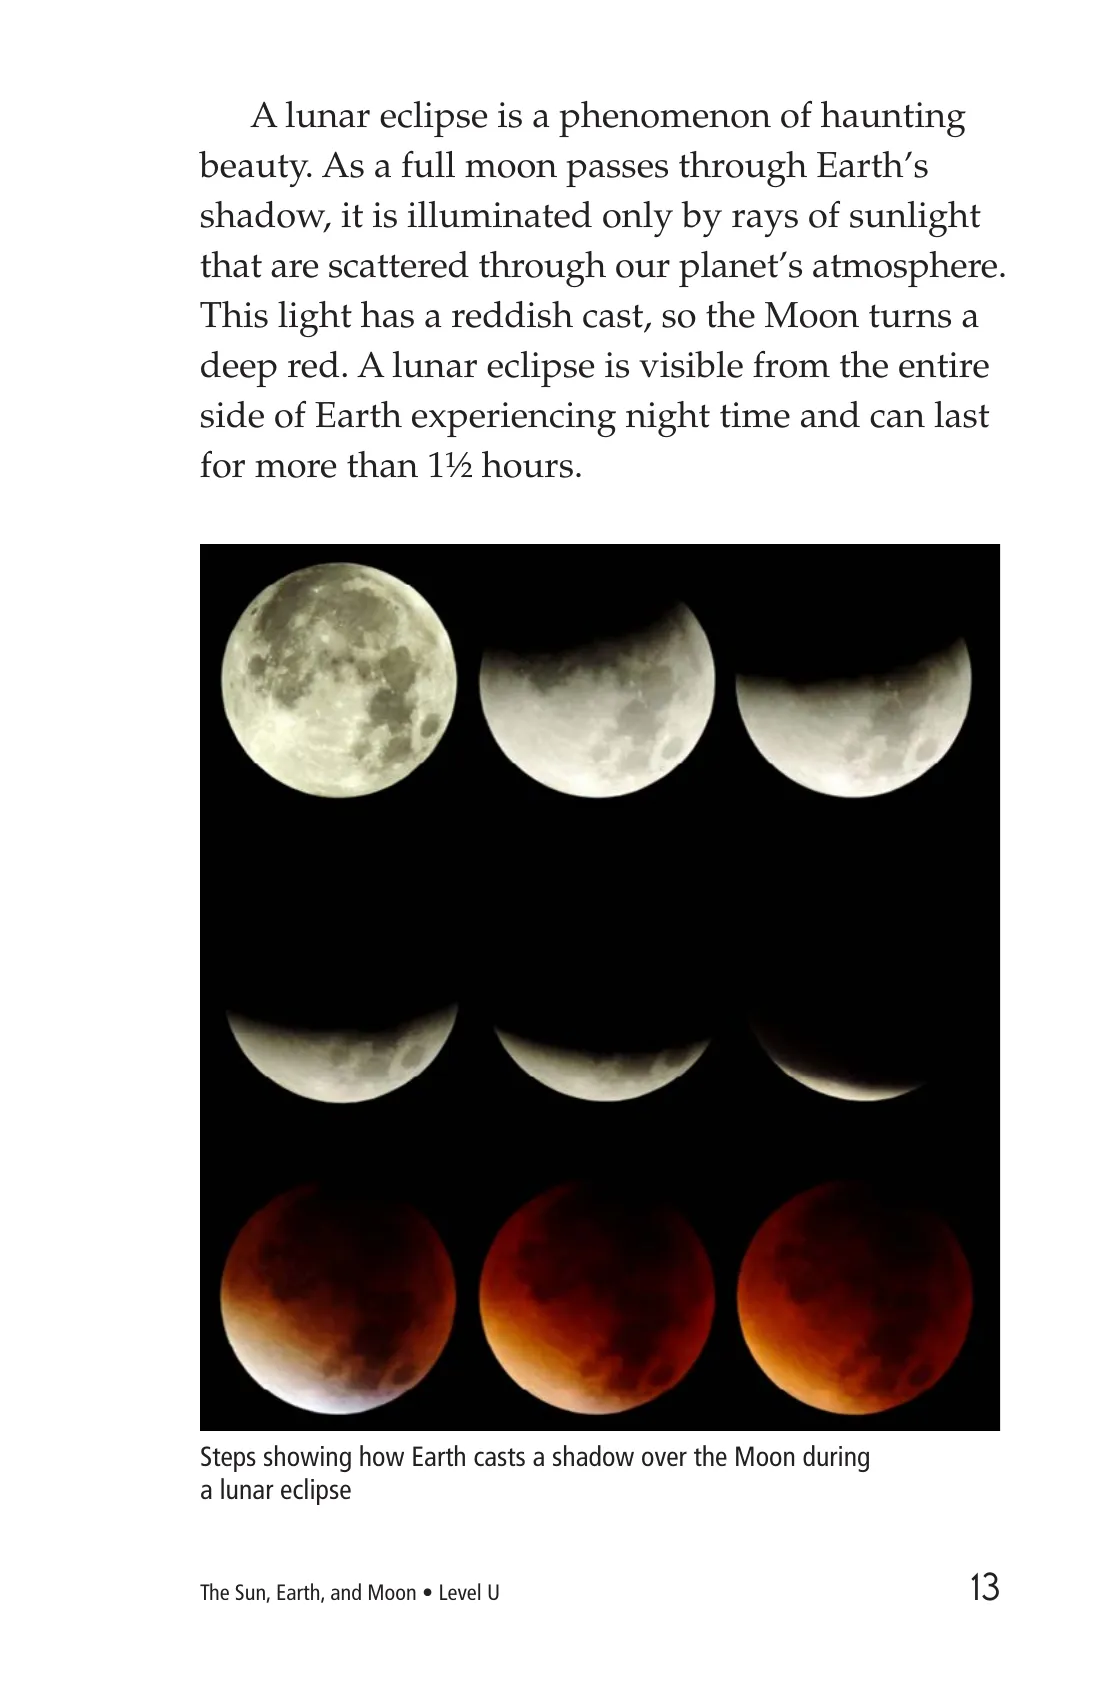 A lunar eclipse is a phenomenon of haunting
beauty. As a full moon passes through Earth’s
shadow, it is illuminated only by rays of sunlight
that are scattered through our planet’s atmosphere.
This light has a reddish cast, so the Moon turns a
deep red. A lunar eclipse is visible from the entire
side of Earth experiencing night time and can last
for more than 1½ hours.
Steps showing how Earth casts a shadow over the Moon during
a lunar eclipse
The Sun, Earth, and Moon • Level U
13